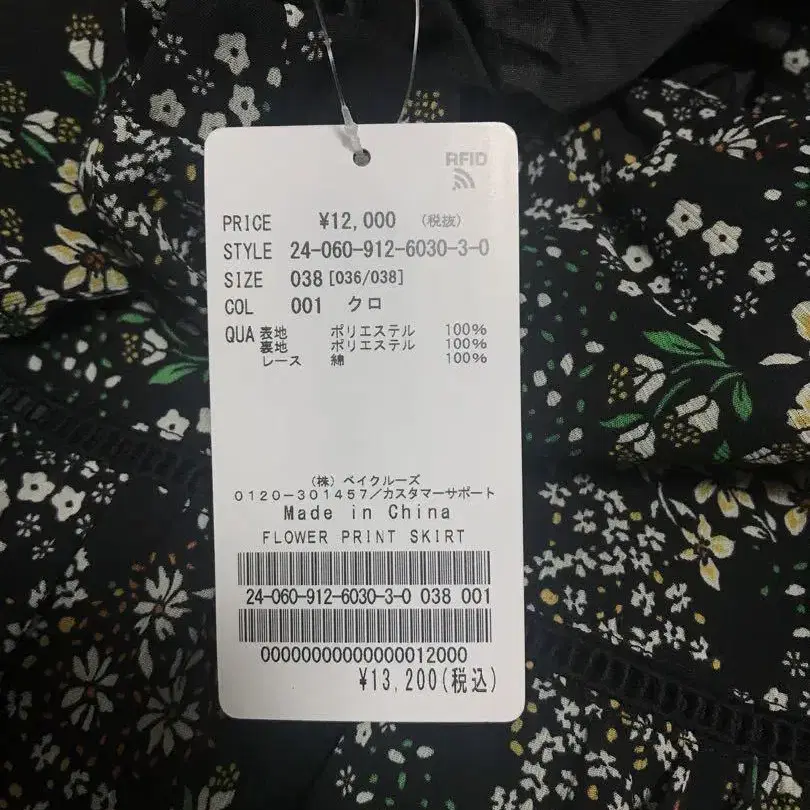 RFID
PRICE ¥12,000 (税抜)
STYLE 24-060-912-6030-3-0
SIZE 038 [036/038]
COL 001 クロ
QUA 表地 ポリエステル 100%
裏地 ポリエステル 100%
レース 綿 100%
(株) ベイクルーズ
0120-301457/カスタマーサポート
Made in China
FLOWER PRINT SKIRT
24-060-912-6030-3-0 038 001
00000000000000012000
¥13,200(税込)